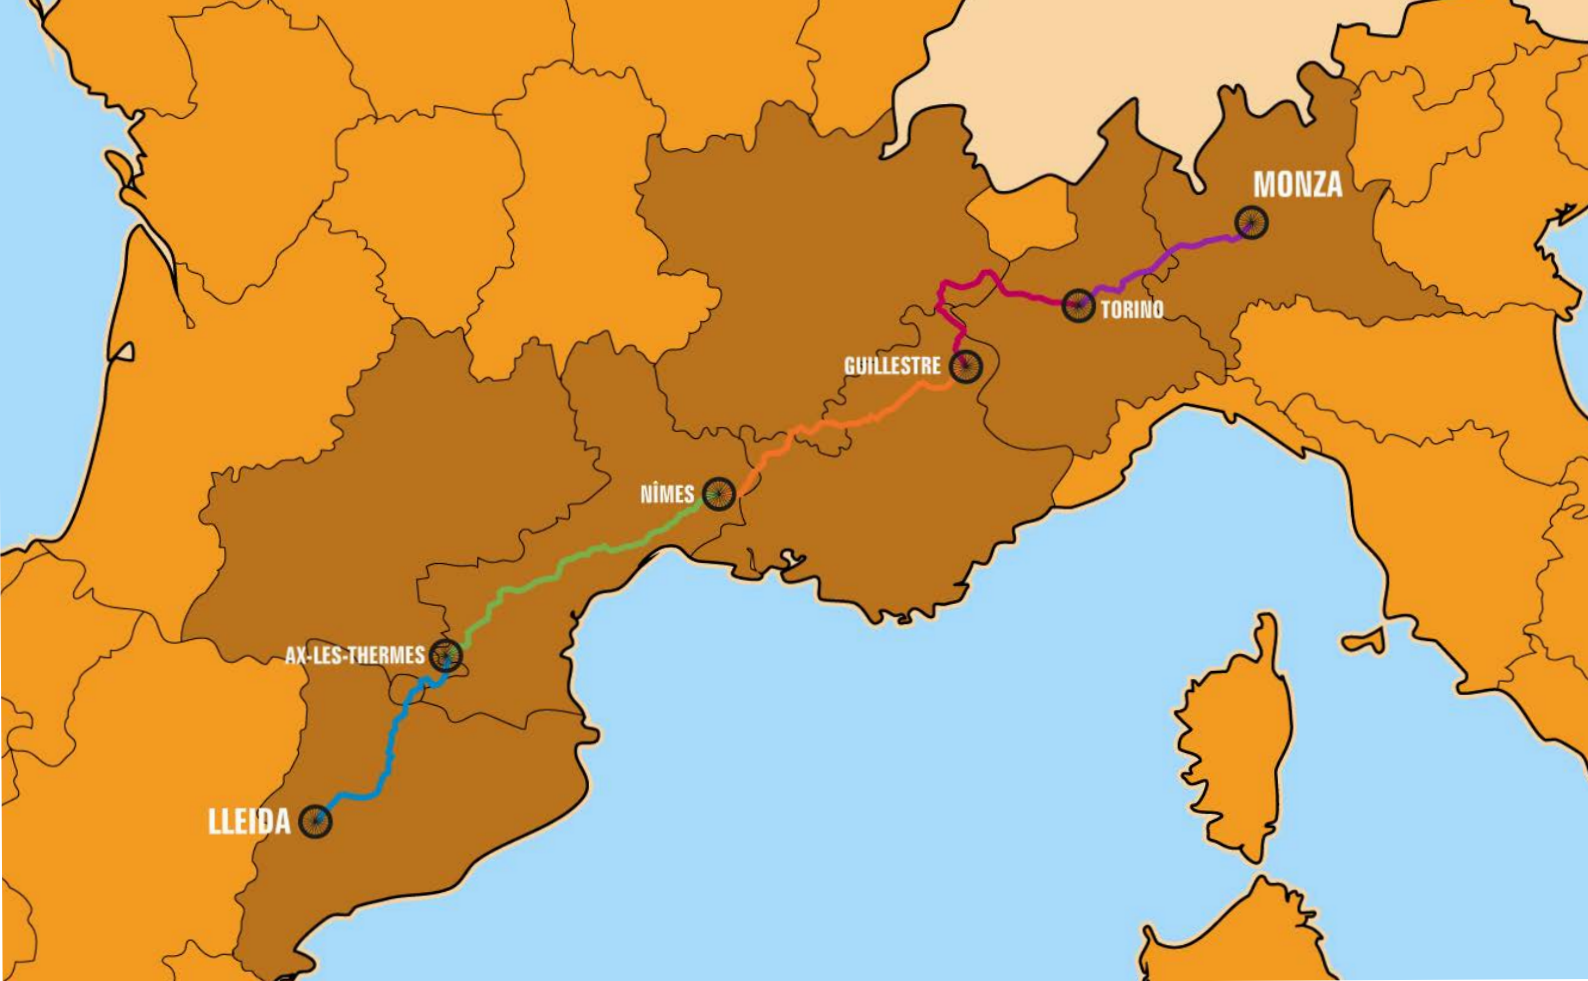 MONZA
TORINO
GUILLESTRE
NÎMES
AX-LES-THERMES
LLEIDA